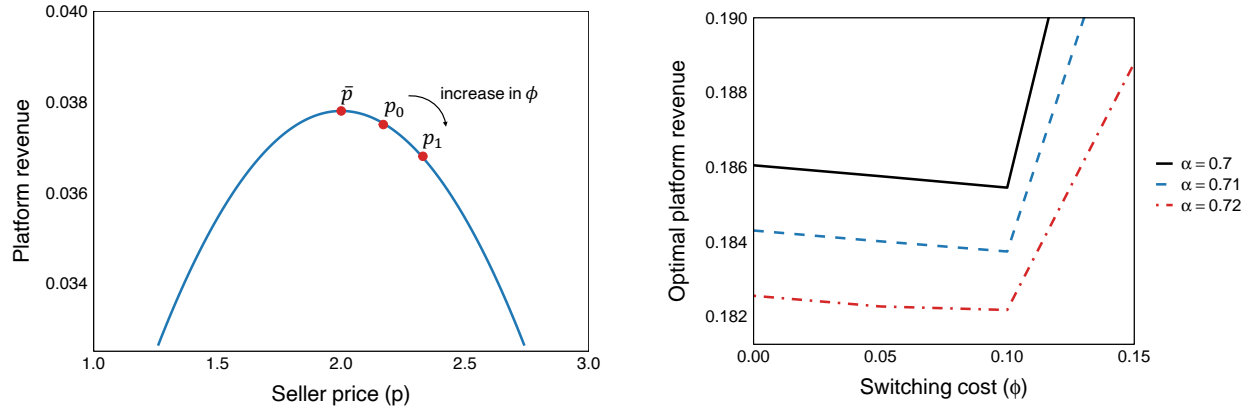 0.040
0.038
0.036
0.034
Platform revenue
p̄
p₀
p₁
increase in ϕ
1.0 1.5 2.0 2.5 3.0
Seller price (p)
0.190
0.188
0.186
0.184
0.182
Optimal platform revenue
0.00 0.05 0.10 0.15
Switching cost (ϕ)
α = 0.7
α = 0.71
α = 0.72